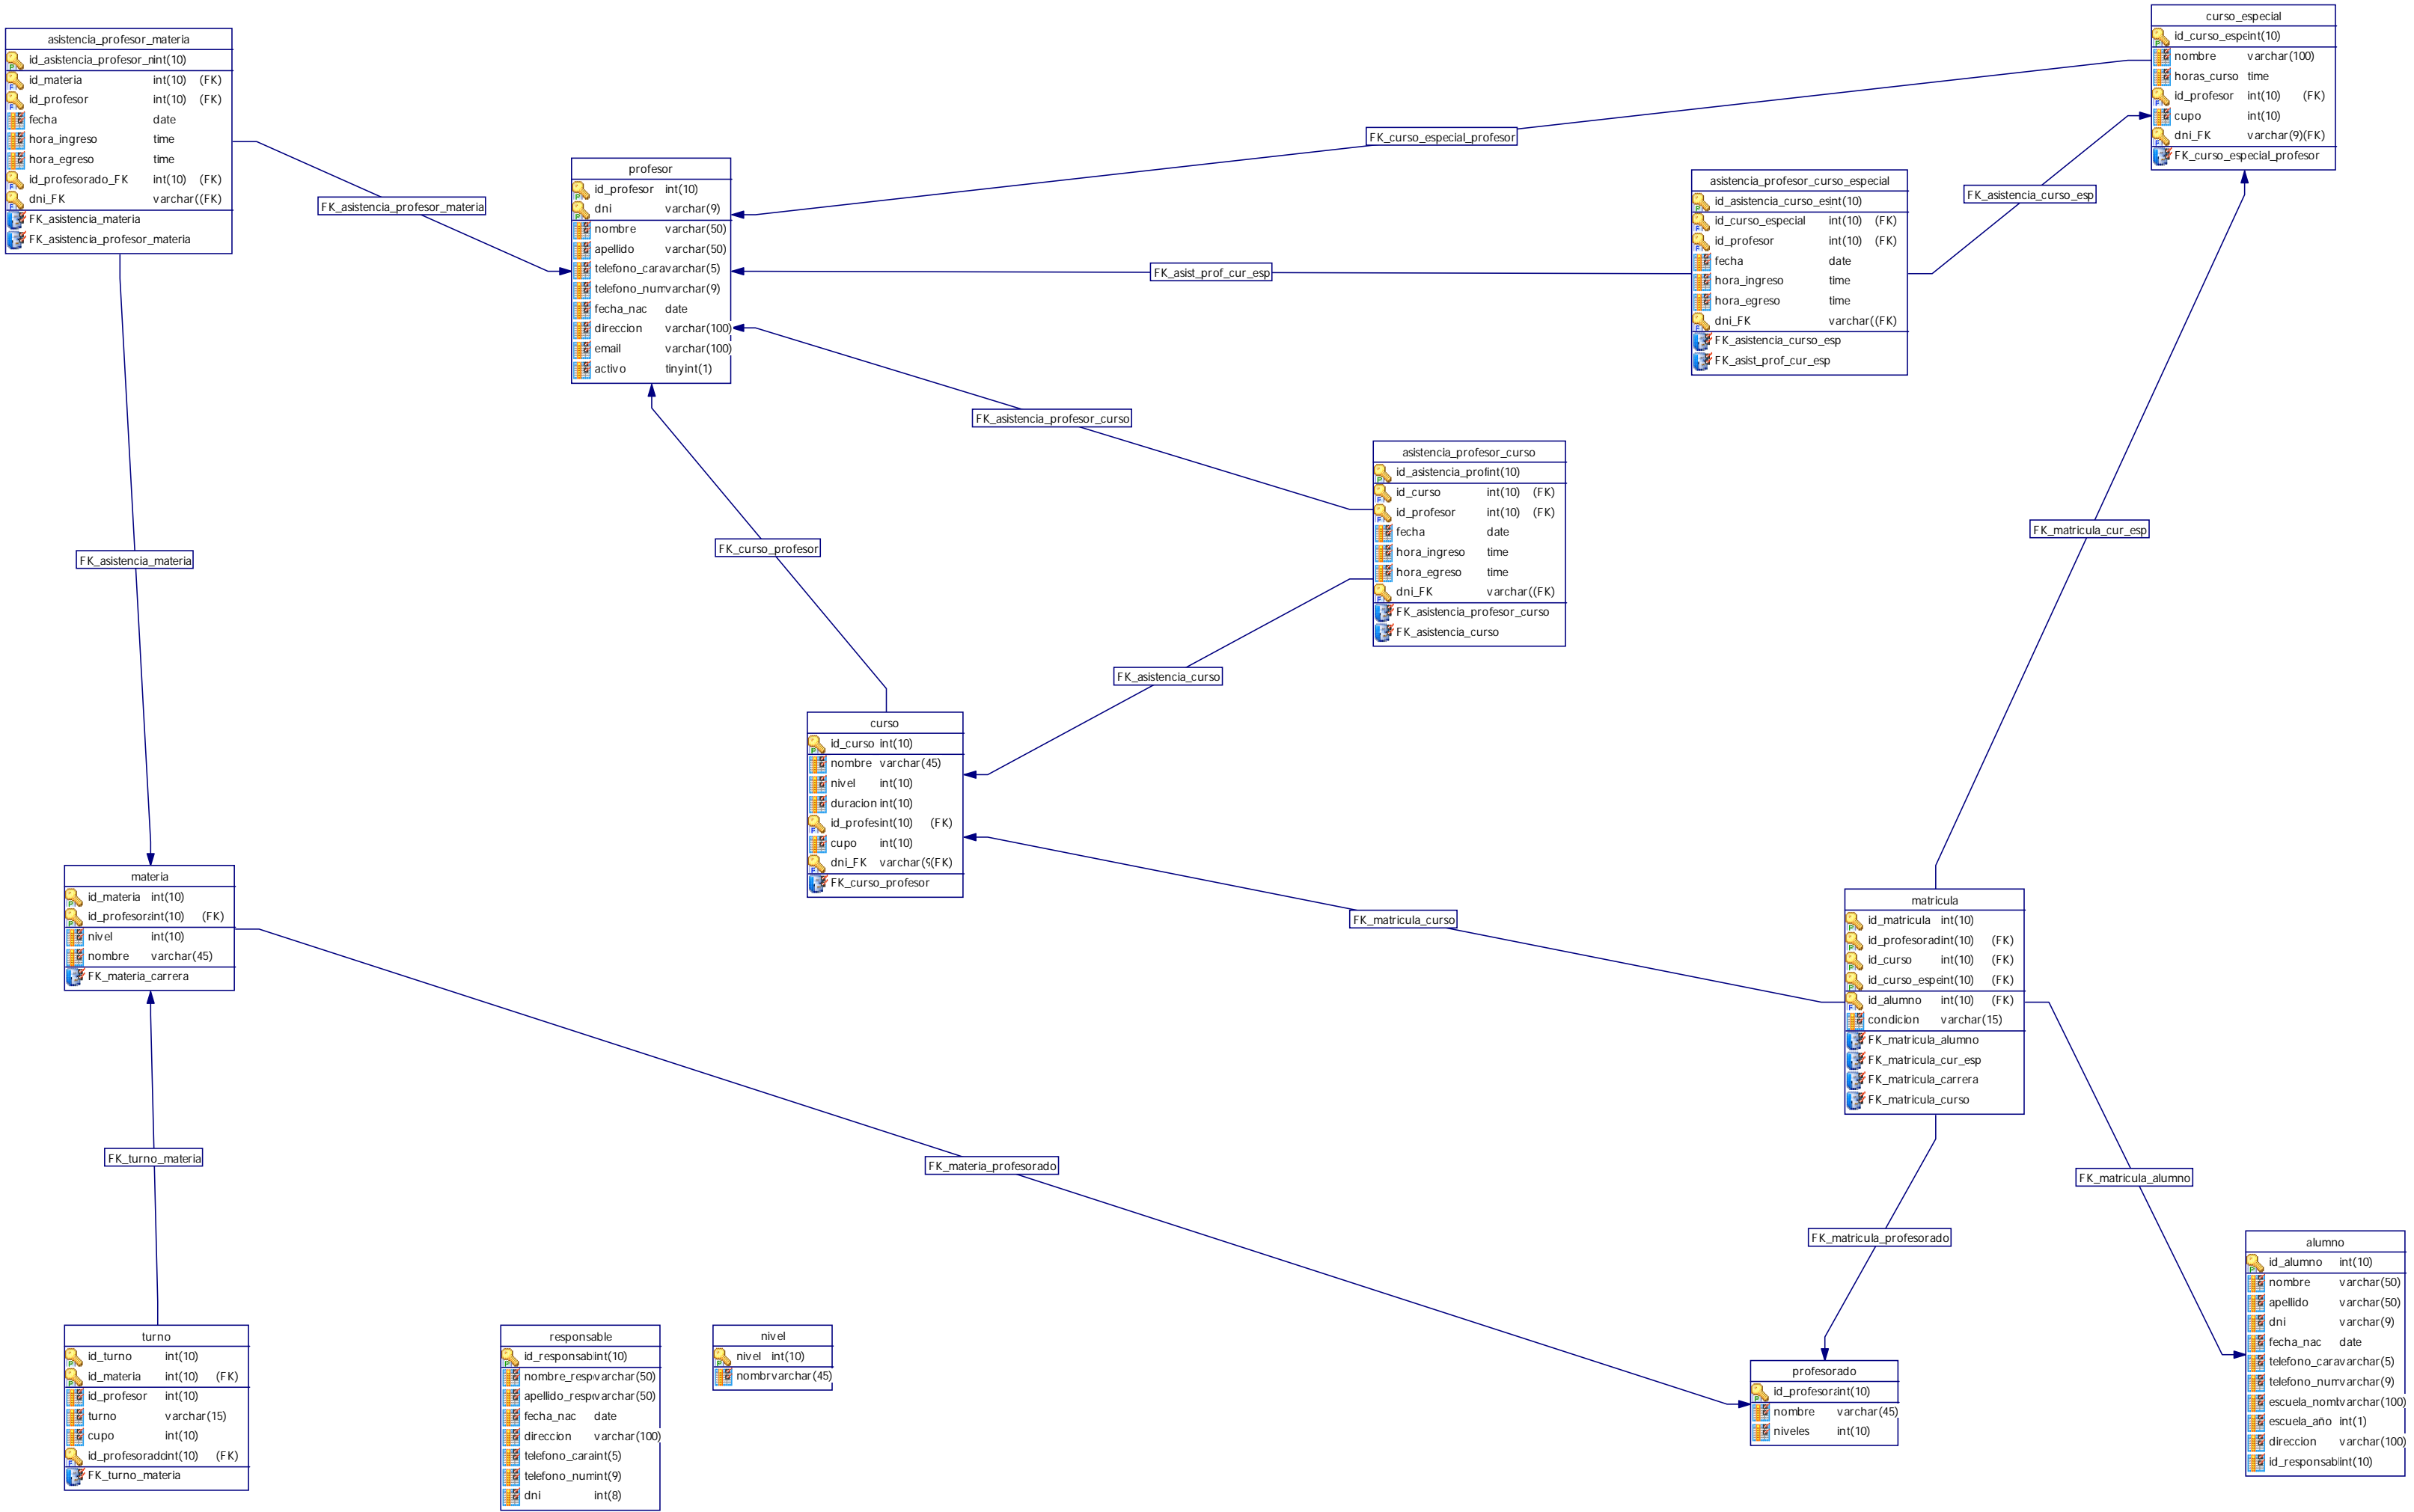 asistencia_profesor_materia
id_asistencia_profesor_mint(10)
id_materia int(10) (FK)
id_profesor int(10) (FK)
fecha date
hora_ingreso time
hora_egreso time
id_profesorado_FK int(10) (FK)
dni_FK varchar((FK)
FK_asistencia_materia
FK_asistencia_profesor_materia
FK_asistencia_profesor_materia
profesor
id_profesor int(10)
dni varchar(9)
nombre varchar(50)
apellido varchar(50)
telefono_caravarchar(5)
telefono_numvarchar(9)
fecha_nac date
direccion varchar(100)
email varchar(100)
activo tinyint(1)
FK_curso_especial_profesor
curso_especial
id_curso_espeint(10)
nombre varchar(100)
horas_curso time
id_profesor int(10) (FK)
cupo int(10)
dni_FK varchar(9)(FK)
FK_curso_especial_profesor
FK_asistencia_curso_esp
asistencia_profesor_curso_especial
id_asistencia_curso_esint(10)
id_curso_especial int(10) (FK)
id_profesor int(10) (FK)
fecha date
hora_ingreso time
hora_egreso time
dni_FK varchar((FK)
FK_asistencia_curso_esp
FK_asist_prof_cur_esp
FK_asist_prof_cur_esp
FK_asistencia_profesor_curso
asistencia_profesor_curso
id_asistencia_profint(10)
id_curso int(10) (FK)
id_profesor int(10) (FK)
fecha date
hora_ingreso time
hora_egreso time
dni_FK varchar((FK)
FK_asistencia_profesor_curso
FK_asistencia_curso
FK_matricula_cur_esp
FK_curso_profesor
FK_asistencia_materia
FK_asistencia_curso
curso
id_curso int(10)
nombre varchar(45)
nivel int(10)
duracion int(10)
id_profesint(10) (FK)
cupo int(10)
dni_FK varchar(9(FK)
FK_curso_profesor
materia
id_materia int(10)
id_profesoraint(10) (FK)
nivel int(10)
nombre varchar(45)
FK_materia_carrera
FK_matricula_curso
matricula
id_matricula int(10)
id_profesoradint(10) (FK)
id_curso int(10) (FK)
id_curso_espeint(10) (FK)
id_alumno int(10) (FK)
condicion varchar(15)
FK_matricula_alumno
FK_matricula_cur_esp
FK_matricula_carrera
FK_matricula_curso
FK_turno_materia
FK_materia_profesorado
FK_matricula_alumno
FK_matricula_profesorado
turno
id_turno int(10)
id_materia int(10) (FK)
id_profesor int(10)
turno varchar(15)
cupo int(10)
id_profesoradoint(10) (FK)
FK_turno_materia
responsable
id_responsablint(10)
nombre_respovarchar(50)
apellido_respovarchar(50)
fecha_nac date
direccion varchar(100)
telefono_caraint(5)
telefono_numint(9)
dni int(8)
nivel
nivel int(10)
nombrvarchar(45)
profesorado
id_profesoraint(10)
nombre varchar(45)
niveles int(10)
alumno
id_alumno int(10)
nombre varchar(50)
apellido varchar(50)
dni varchar(9)
fecha_nac date
telefono_caravarchar(5)
telefono_numvarchar(9)
escuela_nombvarchar(100)
escuela_año int(1)
direccion varchar(100)
id_responsablint(10)